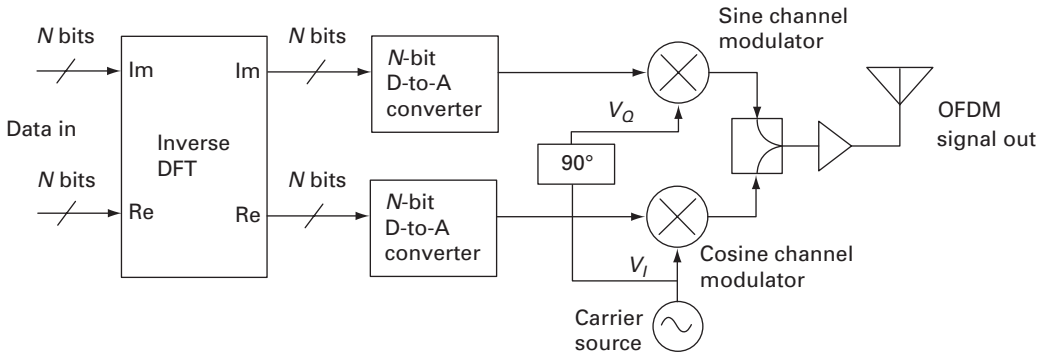 Sine channel
modulator
N bits
N bits
Im
Im
N-bit
D-to-A
converter
V_Q
OFDM
signal out
Data in
Inverse
DFT
90°
N bits
N bits
Re
Re
N-bit
D-to-A
converter
V_I
Cosine channel
modulator
Carrier
source